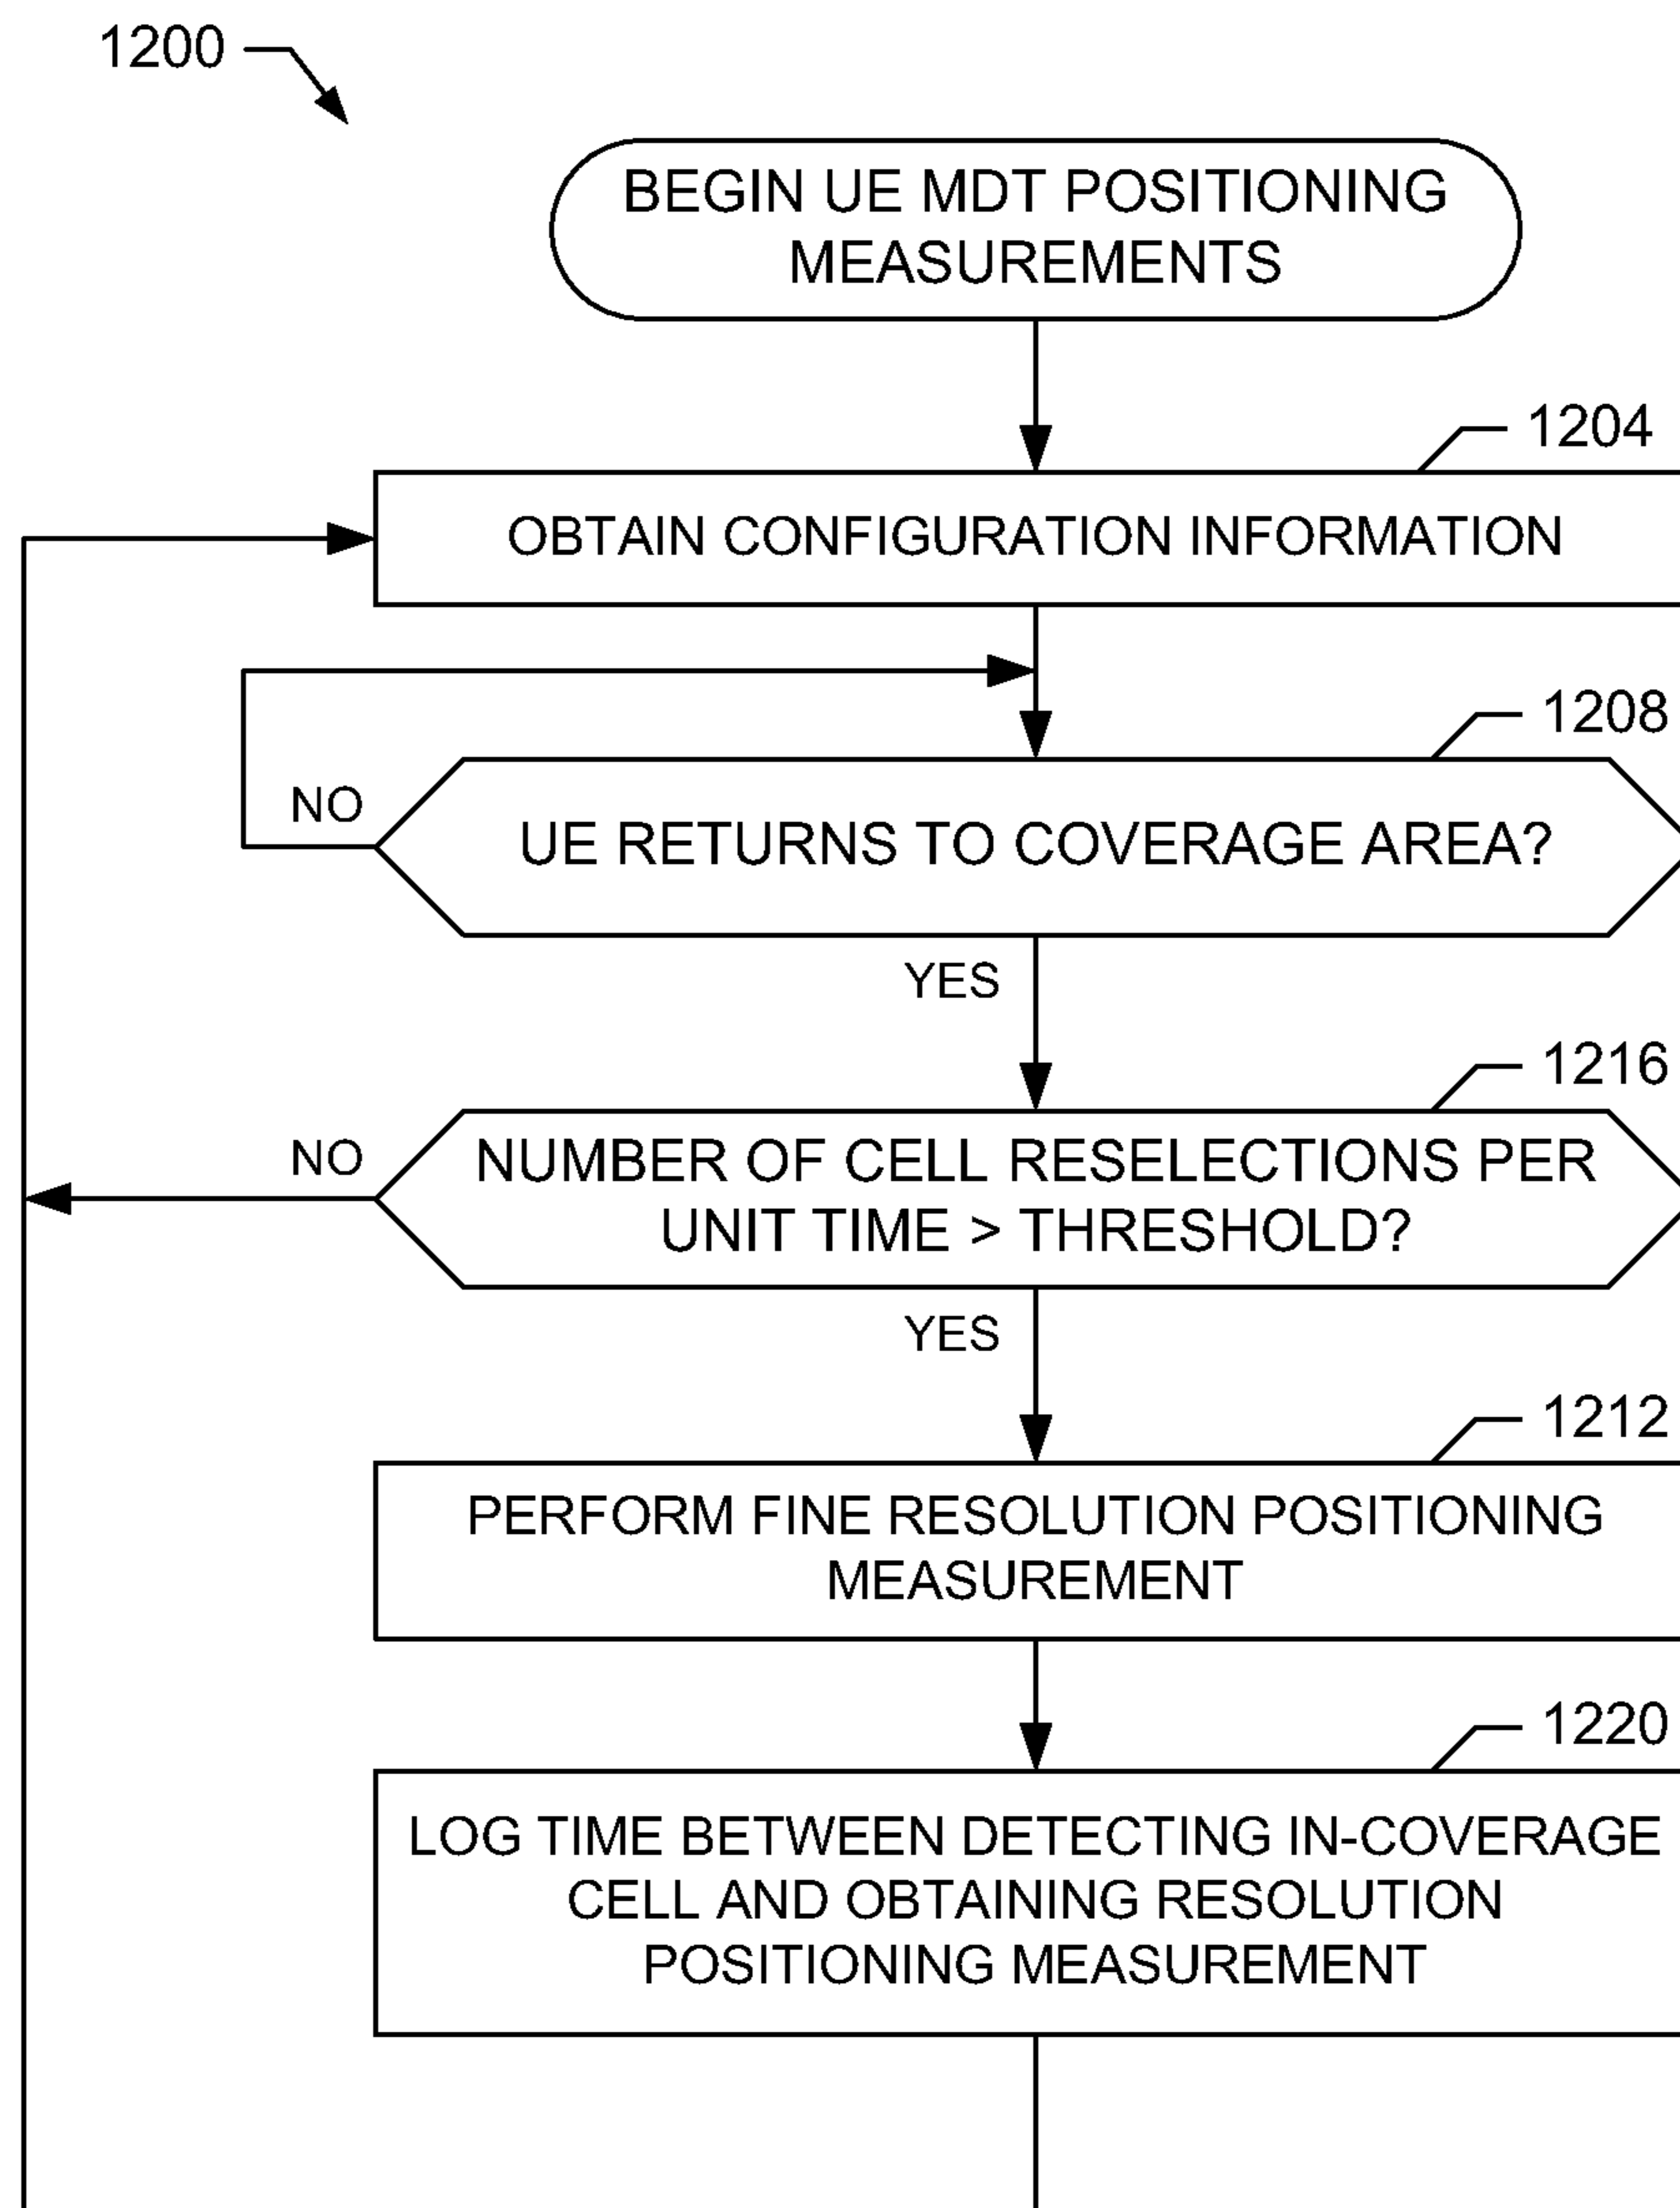 1200
BEGIN UE MDT POSITIONING
MEASUREMENTS
1204
OBTAIN CONFIGURATION INFORMATION
1208
NO
UE RETURNS TO COVERAGE AREA?
YES
1216
NO
NUMBER OF CELL RESELECTIONS PER
UNIT TIME > THRESHOLD?
YES
1212
PERFORM FINE RESOLUTION POSITIONING
MEASUREMENT
1220
LOG TIME BETWEEN DETECTING IN-COVERAGE
CELL AND OBTAINING RESOLUTION
POSITIONING MEASUREMENT